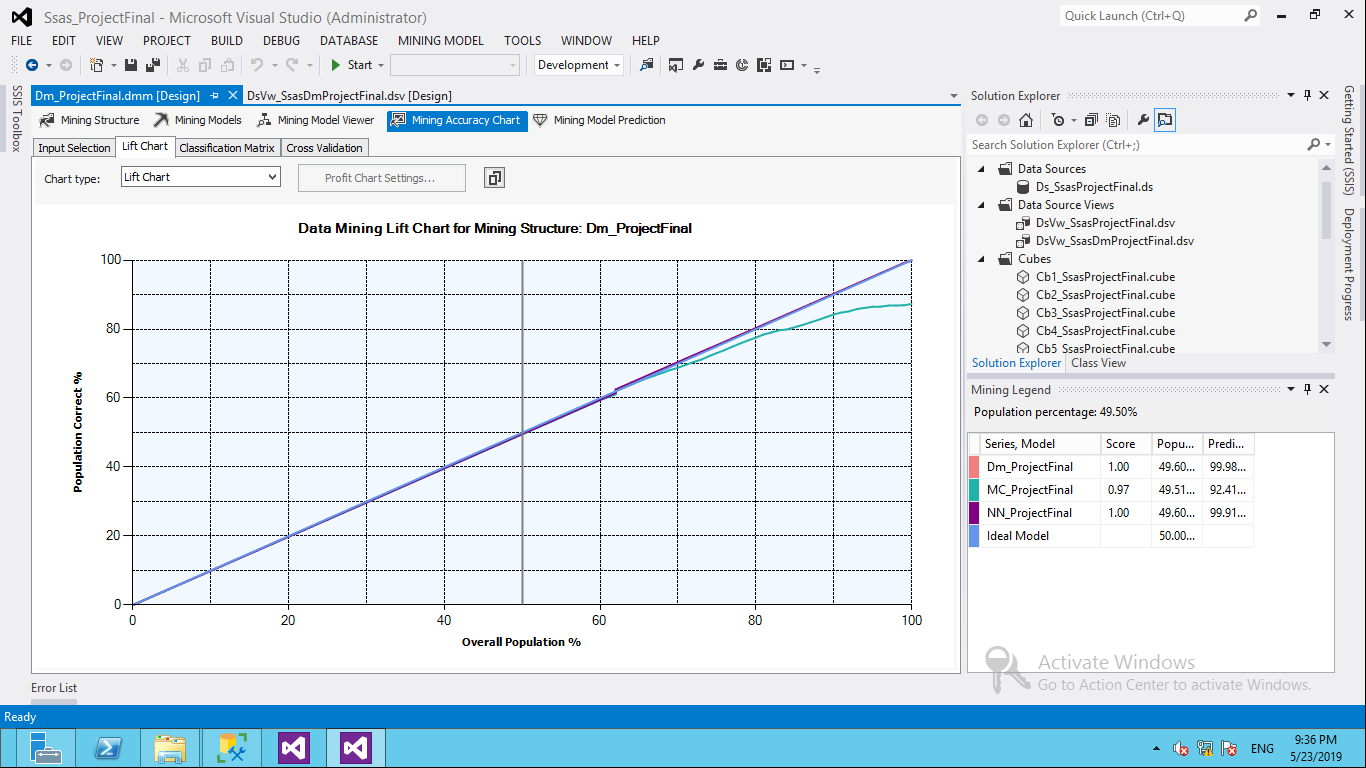 Ssas_ProjectFinal - Microsoft Visual Studio (Administrator)
Quick Launch (Ctrl+Q)
FILE EDIT VIEW PROJECT BUILD DEBUG DATABASE MINING MODEL TOOLS WINDOW HELP
Start Development
SSIS Toolbox
Dm_ProjectFinal.dmm [Design] DsVw_SsasDmProjectFinal.dsv [Design]
Mining Structure Mining Models Mining Model Viewer Mining Accuracy Chart Mining Model Prediction
Input Selection Lift Chart Classification Matrix Cross Validation
Chart type: Lift Chart Profit Chart Settings...
Data Mining Lift Chart for Mining Structure: Dm_ProjectFinal
Population Correct %
100
80
60
40
20
0
0 20 40 60 80 100
Overall Population %
Solution Explorer
Search Solution Explorer (Ctrl+;)
Data Sources
Ds_SsasProjectFinal.ds
Data Source Views
DsVw_SsasProjectFinal.dsv
DsVw_SsasDmProjectFinal.dsv
Cubes
Cb1_SsasProjectFinal.cube
Cb2_SsasProjectFinal.cube
Cb3_SsasProjectFinal.cube
Cb4_SsasProjectFinal.cube
Cb5_SsasProjectFinal.cube
Solution Explorer Class View
Mining Legend
Population percentage: 49.50%
Series, Model Score Popu... Predi...
Dm_ProjectFinal 1.00 49.60... 99.98...
MC_ProjectFinal 0.97 49.51... 92.41...
NN_ProjectFinal 1.00 49.60... 99.91...
Ideal Model 50.00...
Getting Started (SSIS)
Deployment Progress
Activate Windows
Go to Action Center to activate Windows.
Error List
Ready
ENG
9:36 PM
5/23/2019